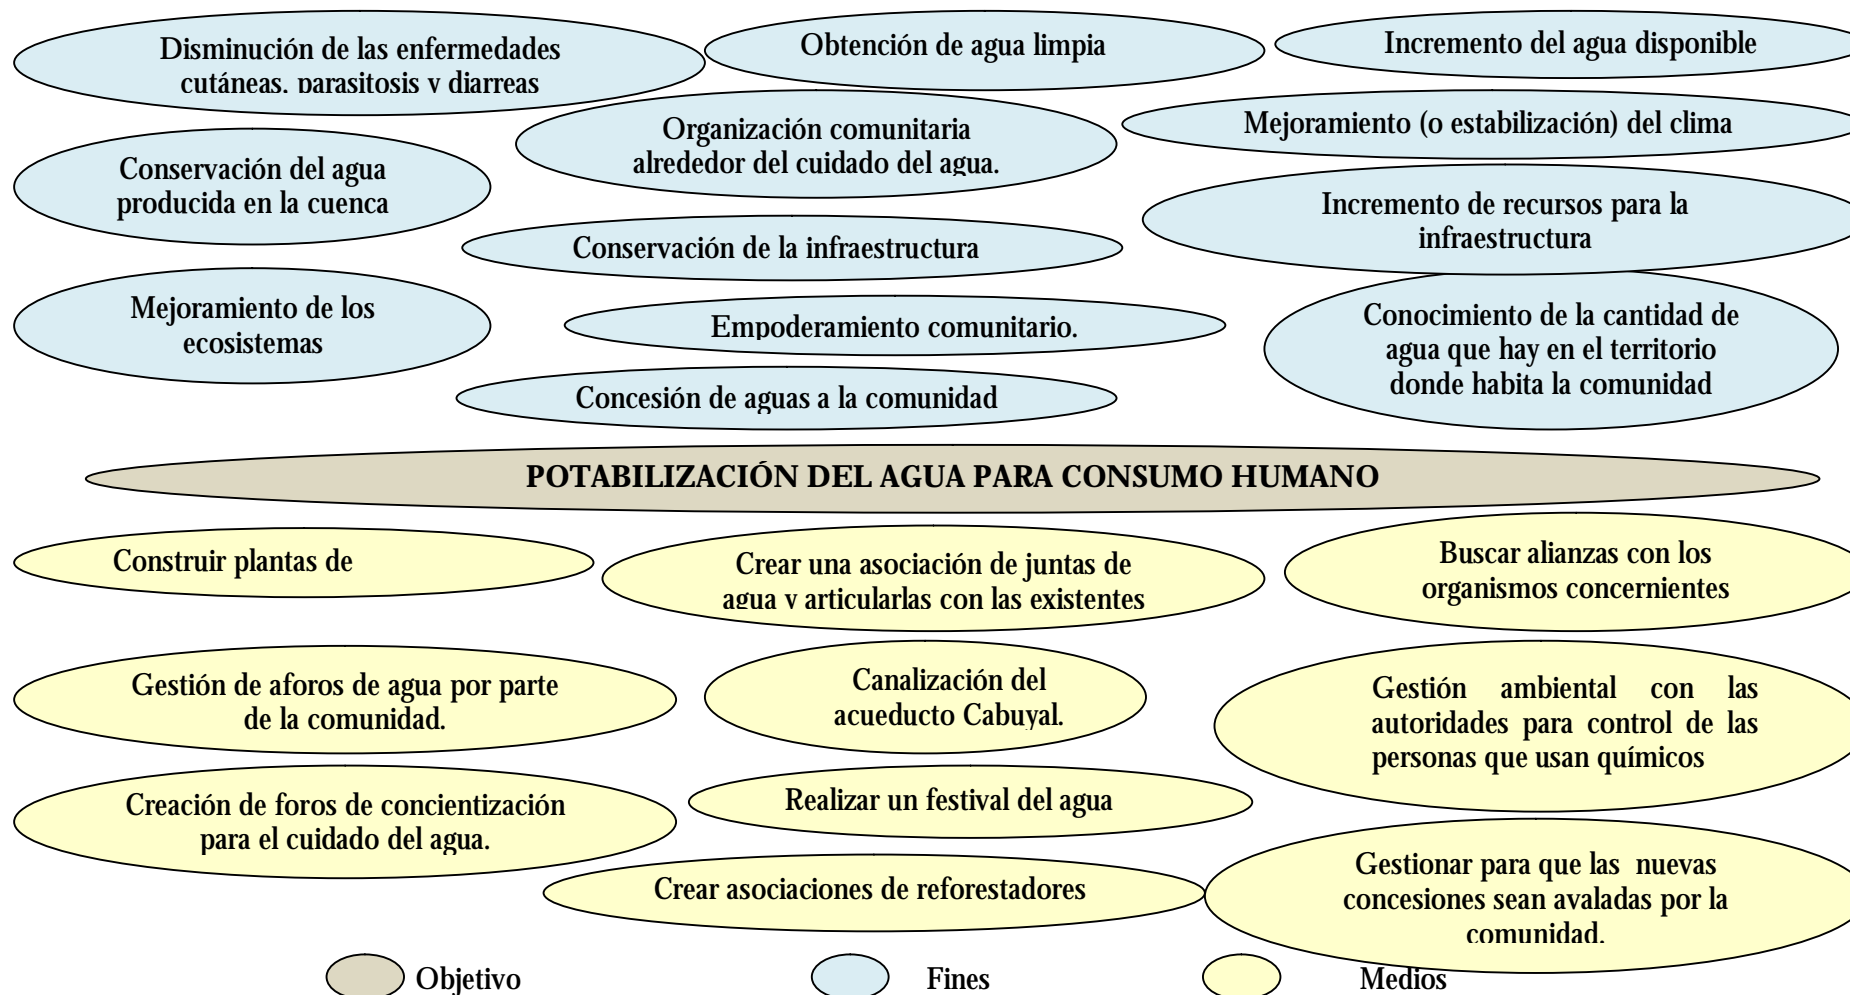 Disminución de las enfermedades
cutáneas, parasitosis y diarreas
Obtención de agua limpia
Incremento del agua disponible
Organización comunitaria
alrededor del cuidado del agua.
Mejoramiento (o estabilización) del clima
Conservación del agua
producida en la cuenca
Incremento de recursos para la
infraestructura
Conservación de la infraestructura
Mejoramiento de los
ecosistemas
Empoderamiento comunitario.
Conocimiento de la cantidad de
agua que hay en el territorio
donde habita la comunidad
Concesión de aguas a la comunidad
POTABILIZACIÓN DEL AGUA PARA CONSUMO HUMANO
Construir plantas de
Crear una asociación de juntas de
agua y articularlas con las existentes
Buscar alianzas con los
organismos concernientes
Gestión de aforos de agua por parte
de la comunidad.
Canalización del
acueducto Cabuyal.
Gestión ambiental con las
autoridades para control de las
personas que usan químicos
Creación de foros de concientización
para el cuidado del agua.
Realizar un festival del agua
Crear asociaciones de reforestadores
Gestionar para que las nuevas
concesiones sean avaladas por la
comunidad.
Objetivo
Fines
Medios